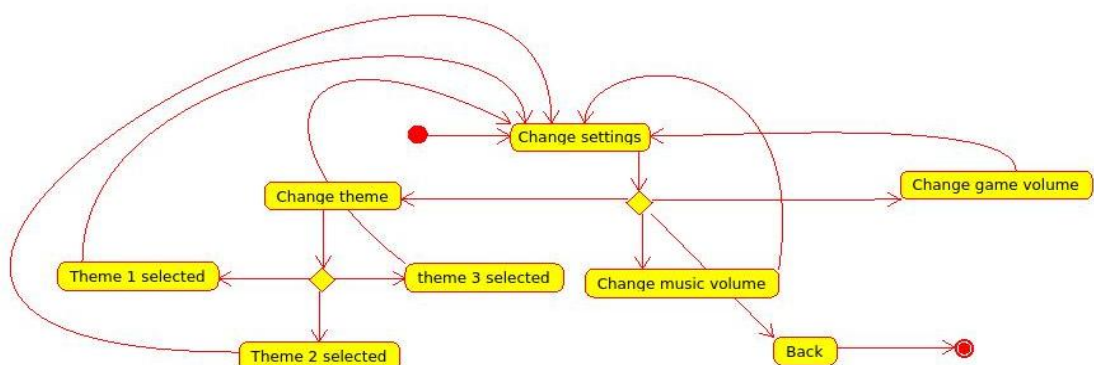 Change settings
Change theme
Change game volume
Theme 1 selected
theme 3 selected
Change music volume
Theme 2 selected
Back